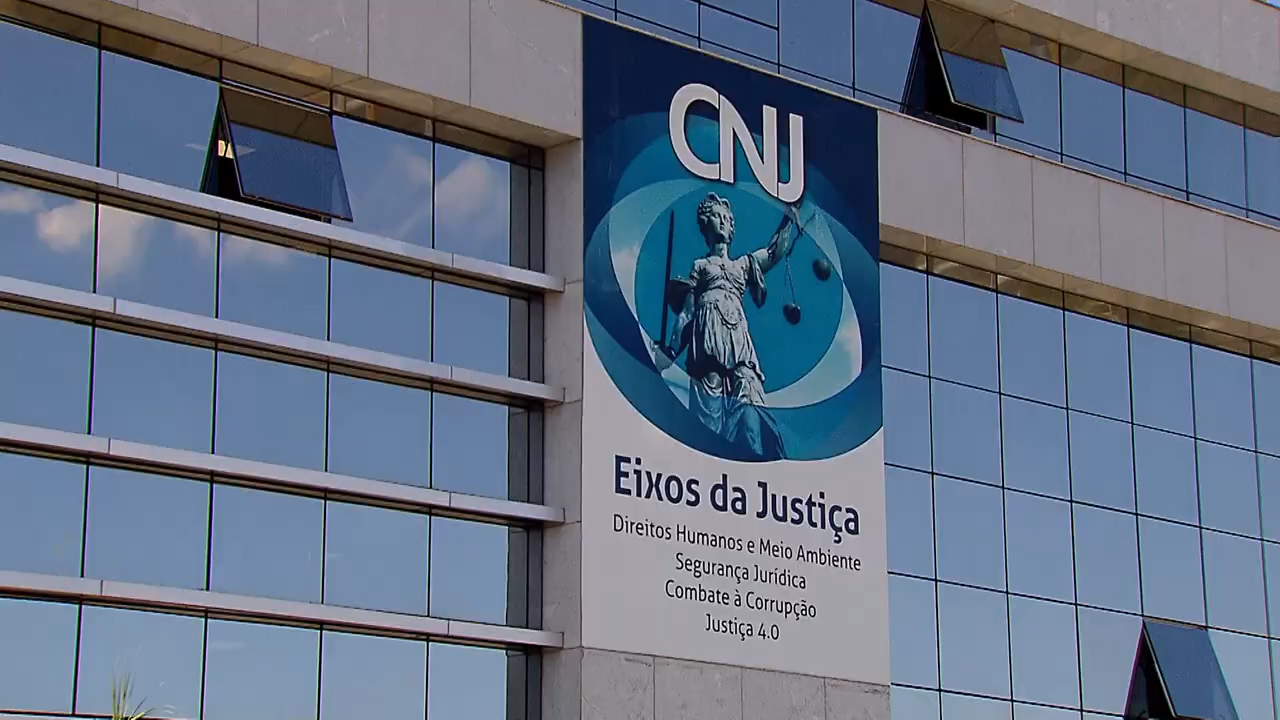 CNJ
Eixos da Justiça
Direitos Humanos e Meio Ambiente
Segurança Jurídica
Combate à Corrupção
Justiça 4.0